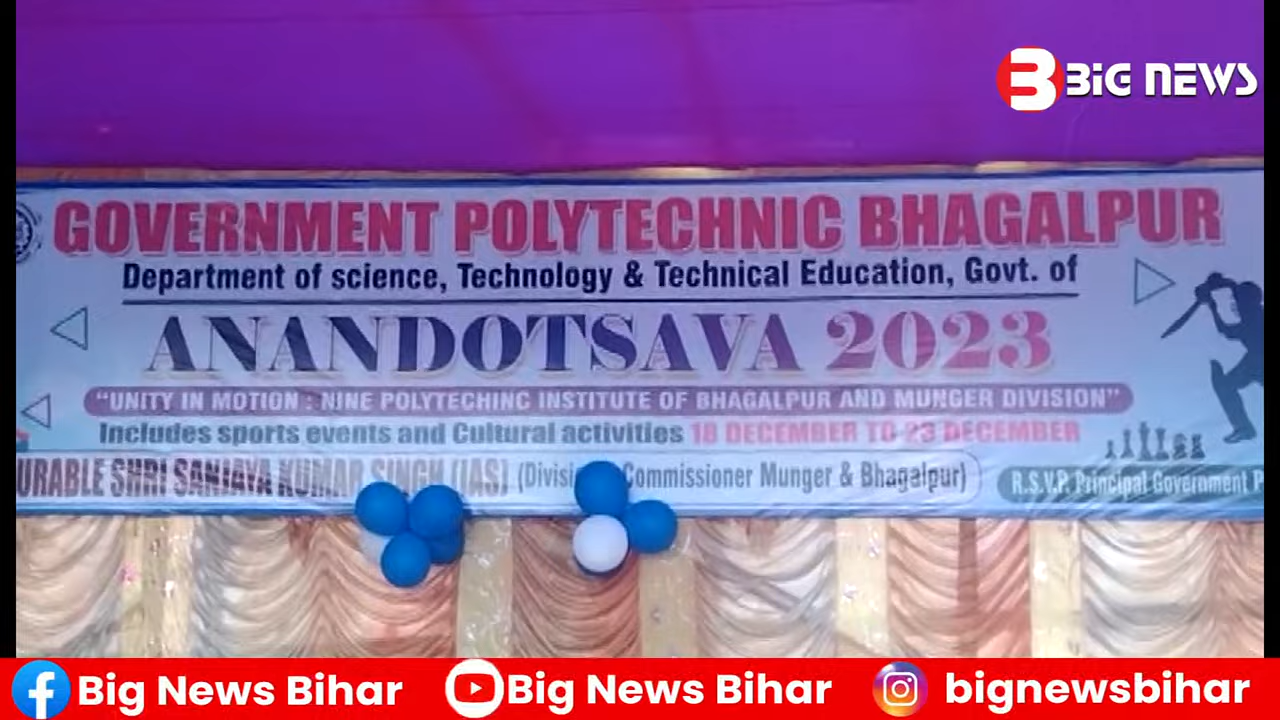 BIG NEWS
GOVERNMENT POLYTECHNIC BHAGALPUR
Department of science, Technology & Technical Education, Govt. of
ANANDOTSAVA 2023
"UNITY IN MOTION : NINE POLYTECHINC INSTITUTE OF BHAGALPUR AND MUNGER DIVISION"
Includes sports events and Cultural activities 18 DECEMBER TO 23 DECEMBER
URABLE SHRI SANJAYA KUMAR SINGH (IAS) (Divisi Commissioner Munger & Bhagalpur)
R.S.V.P. Principal Government P
Big News Bihar Big News Bihar bignewsbihar